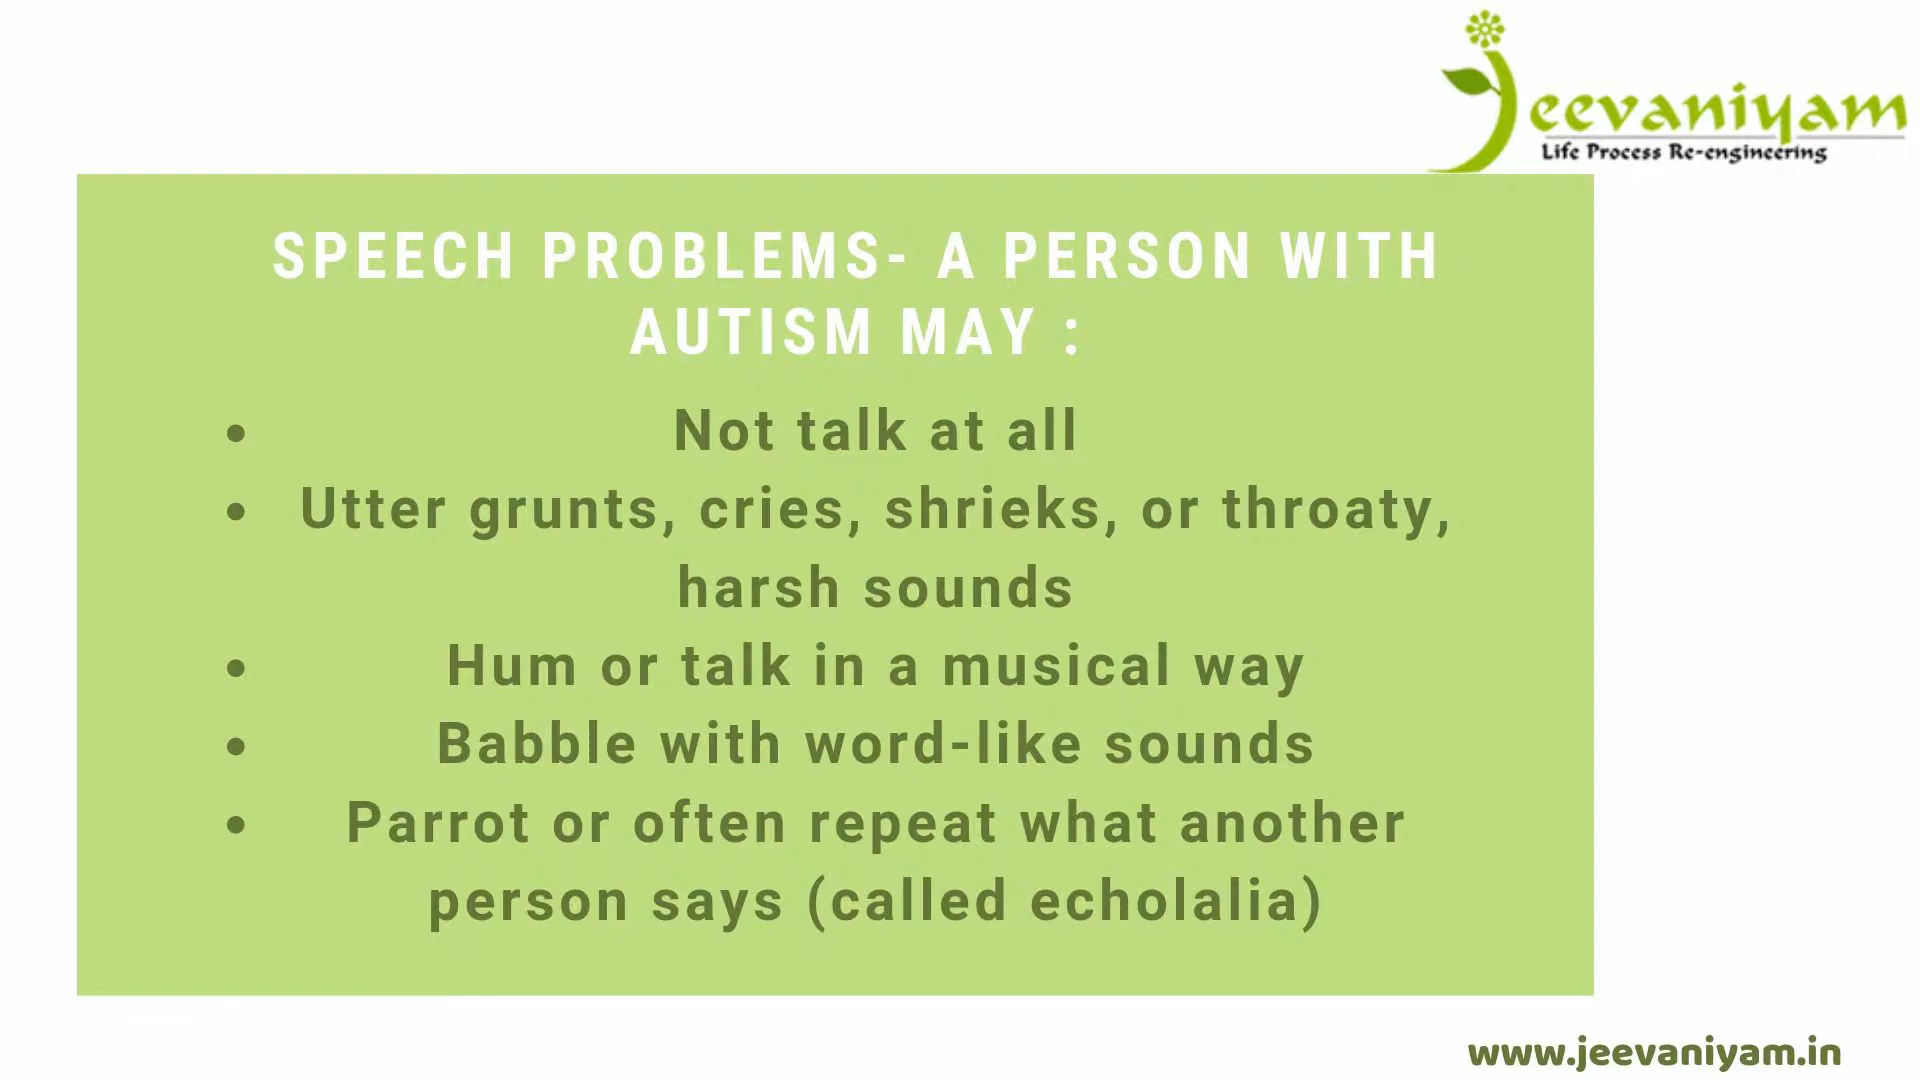 Jeevaniyam
Life Process Re-engineering
SPEECH PROBLEMS- A PERSON WITH
AUTISM MAY :
• Not talk at all
• Utter grunts, cries, shrieks, or throaty,
harsh sounds
• Hum or talk in a musical way
• Babble with word-like sounds
• Parrot or often repeat what another
person says (called echolalia)
www.jeevaniyam.in